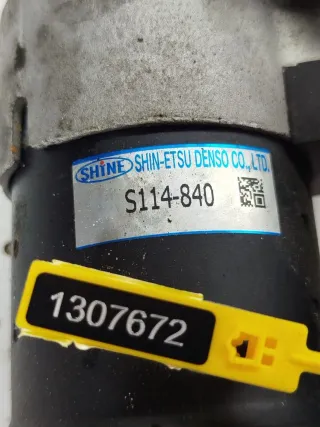 SHINE SHIN-ETSU DENSO CO.,LTD.
S114-840
1307672